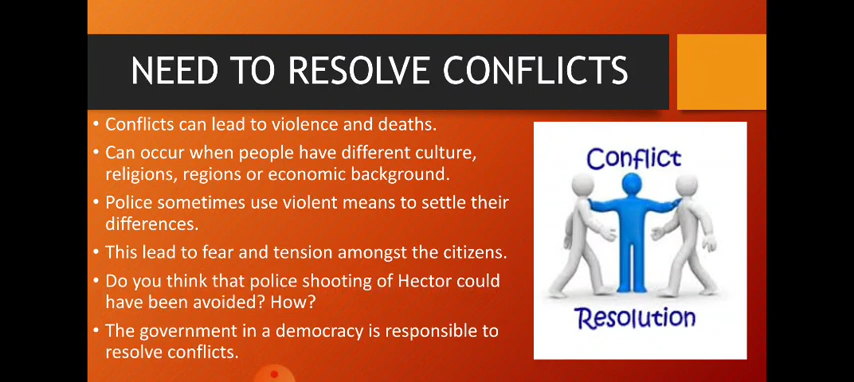 NEED TO RESOLVE CONFLICTS
• Conflicts can lead to violence and deaths.
• Can occur when people have different culture,
religions, regions or economic background.
• Police sometimes use violent means to settle their
differences.
• This lead to fear and tension amongst the citizens.
• Do you think that police shooting of Hector could
have been avoided? How?
• The government in a democracy is responsible to
resolve conflicts.
Conflict
Resolution